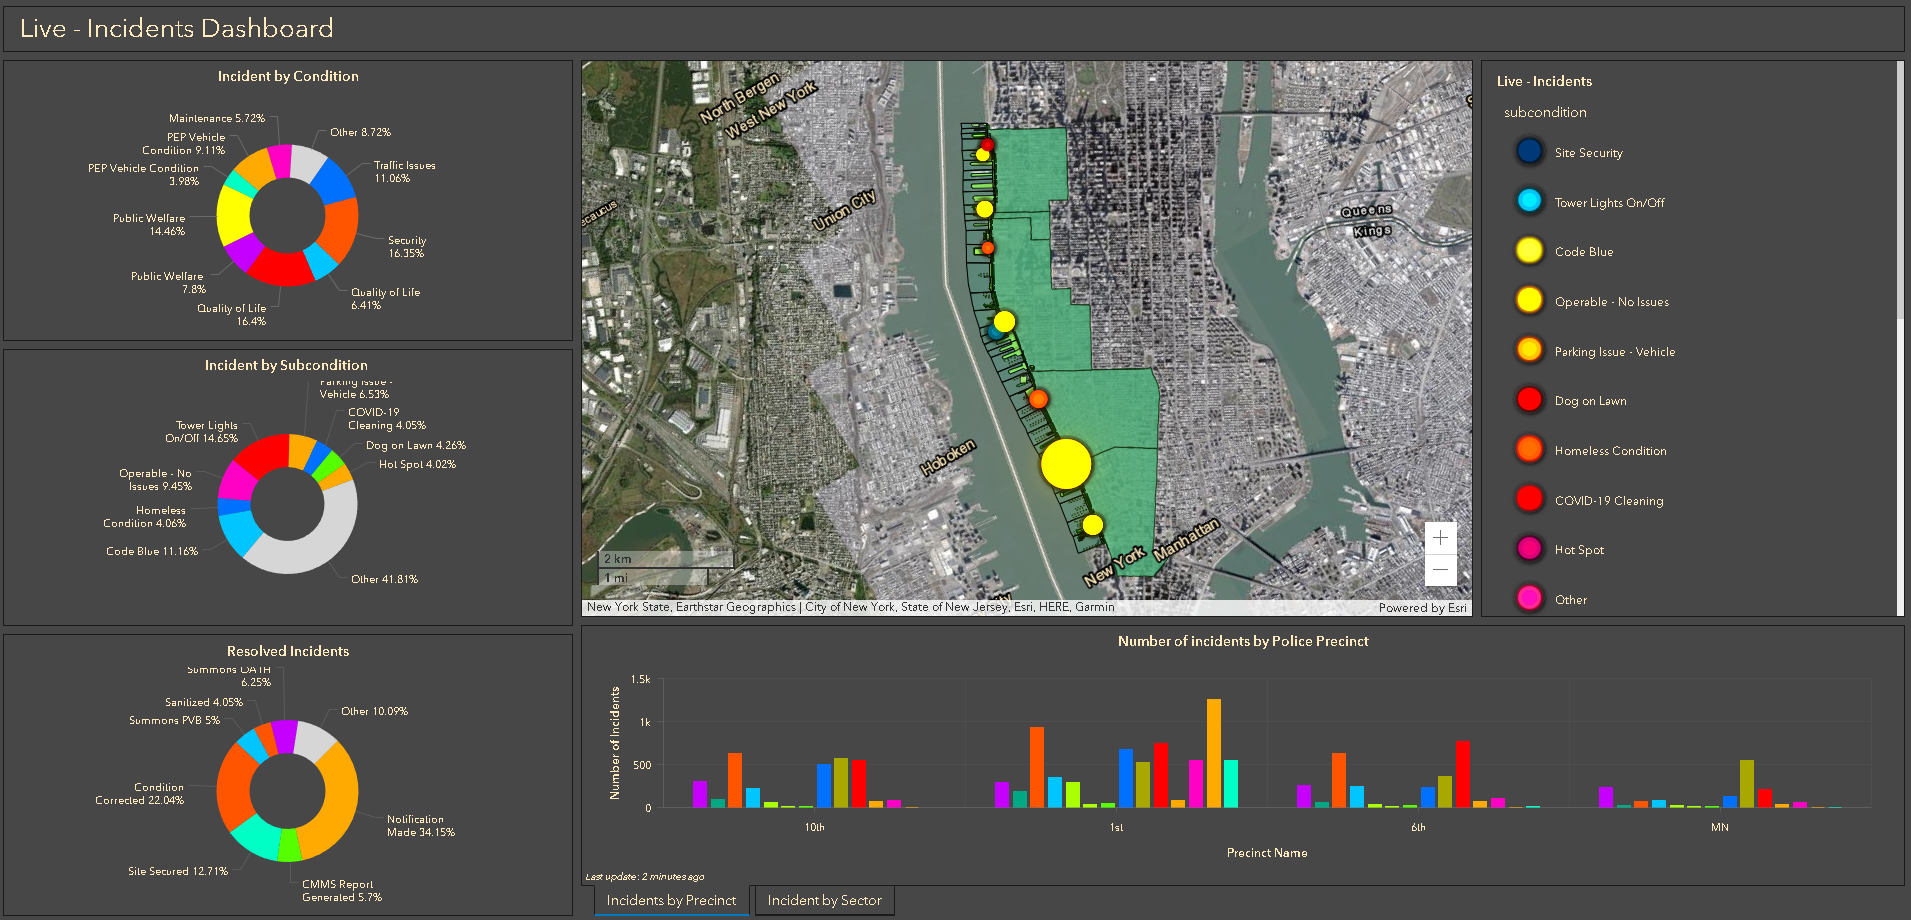 Live - Incidents Dashboard
Incident by Condition
Maintenance 5.72%
Other 8.72%
PEP Vehicle
Condition 9.11%
Traffic Issues
11.06%
PEP Vehicle Condition
3.98%
Public Welfare
14.46%
Security
16.35%
Public Welfare
7.8%
Quality of Life
6.41%
Quality of Life
16.4%
Incident by Subcondition
Parking Issue -
Vehicle 6.53%
COVID-19
Cleaning 4.05%
Tower Lights
On/Off 14.65%
Dog on Lawn 4.26%
Hot Spot 4.02%
Operable - No
Issues 9.45%
Homeless
Condition 4.06%
Code Blue 11.16%
Other 41.81%
Resolved Incidents
Summons OATH
6.25%
Sanitized 4.05%
Other 10.09%
Summons PVB 5%
Condition
Corrected 22.04%
Notification
Made 34.15%
Site Secured 12.71%
CMMS Report
Generated 5.7%
North Bergen
West New York
ecaucus
Union City
Queens
Kings
Hoboken
Manhattan
New York
2 km
1 mi
+
−
New York State, Earthstar Geographics | City of New York, State of New Jersey, Esri, HERE, Garmin
Powered by Esri
Live - Incidents
subcondition
Site Security
Tower Lights On/Off
Code Blue
Operable - No Issues
Parking Issue - Vehicle
Dog on Lawn
Homeless Condition
COVID-19 Cleaning
Hot Spot
Other
Number of incidents by Police Precinct
Number of Incidents
1.5k
1k
500
0
10th
1st
6th
MN
Precinct Name
Last update: 2 minutes ago
Incidents by Precinct
Incident by Sector